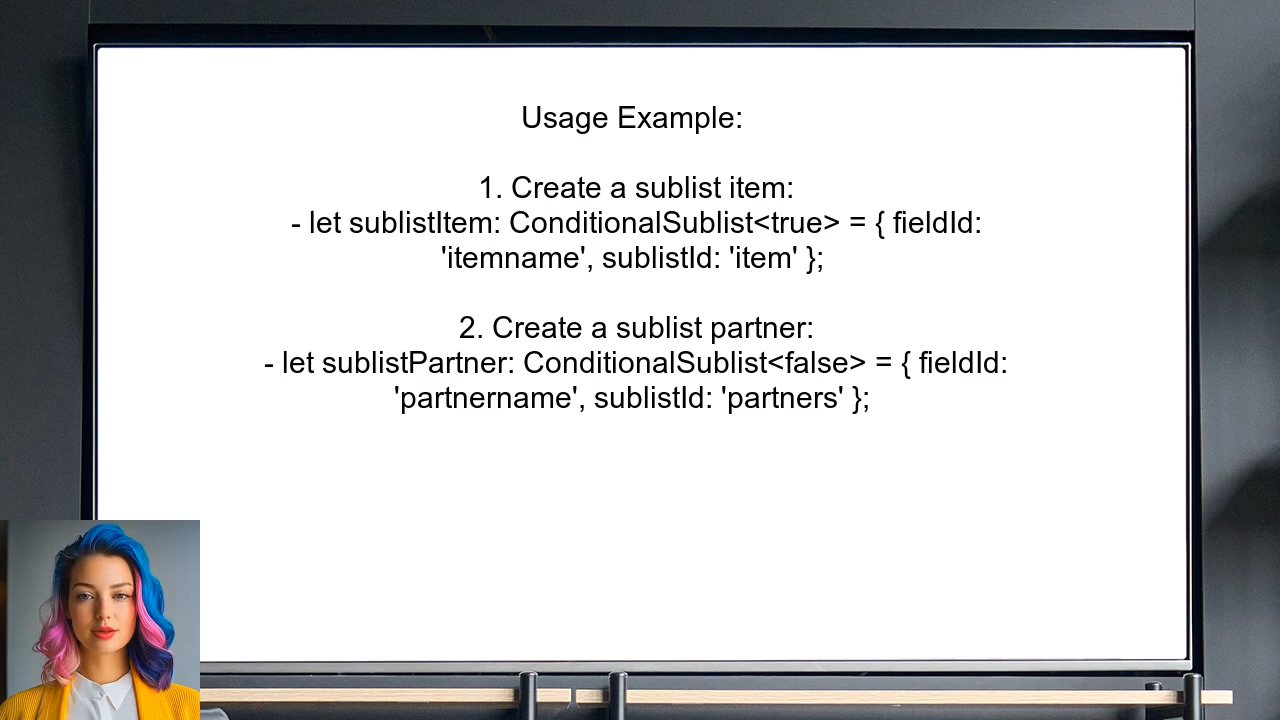 Usage Example:
1. Create a sublist item:
- let sublistItem: ConditionalSublist<true> = { fieldId:
'itemname', sublistId: 'item' };
2. Create a sublist partner:
- let sublistPartner: ConditionalSublist<false> = { fieldId:
'partnername', sublistId: 'partners' };